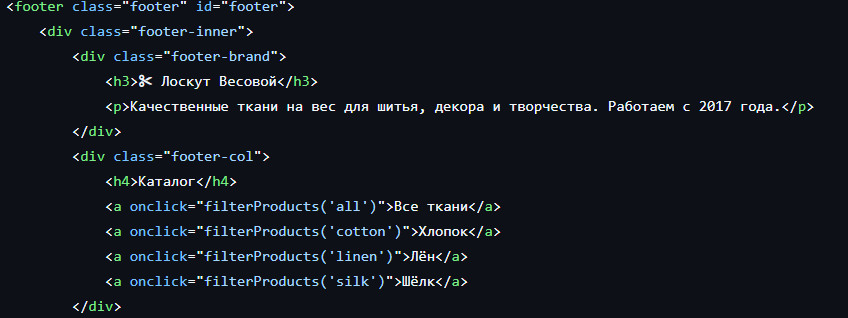 <footer class="footer" id="footer">
<div class="footer-inner">
<div class="footer-brand">
<h3>✂ Лоскут Весовой</h3>
<p>Качественные ткани на вес для шитья, декора и творчества. Работаем с 2017 года.</p>
</div>
<div class="footer-col">
<h4>Каталог</h4>
<a onclick="filterProducts('all')">Все ткани</a>
<a onclick="filterProducts('cotton')">Хлопок</a>
<a onclick="filterProducts('linen')">Лён</a>
<a onclick="filterProducts('silk')">Шёлк</a>
</div>